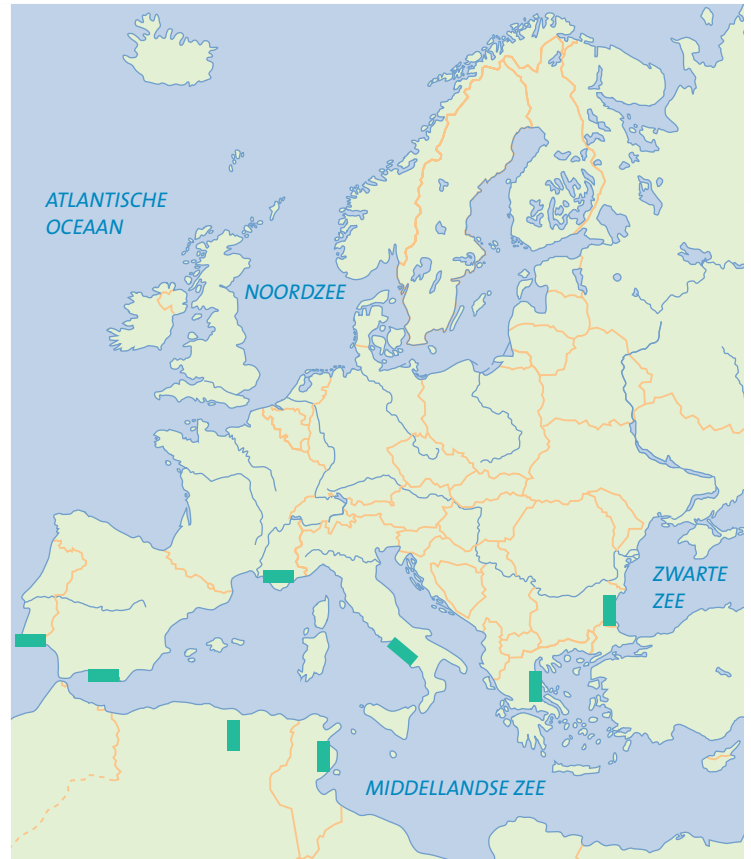 ATLANTISCHE
OCEAAN
NOORDZEE
ZWARTE
ZEE
MIDDELLANDSE ZEE